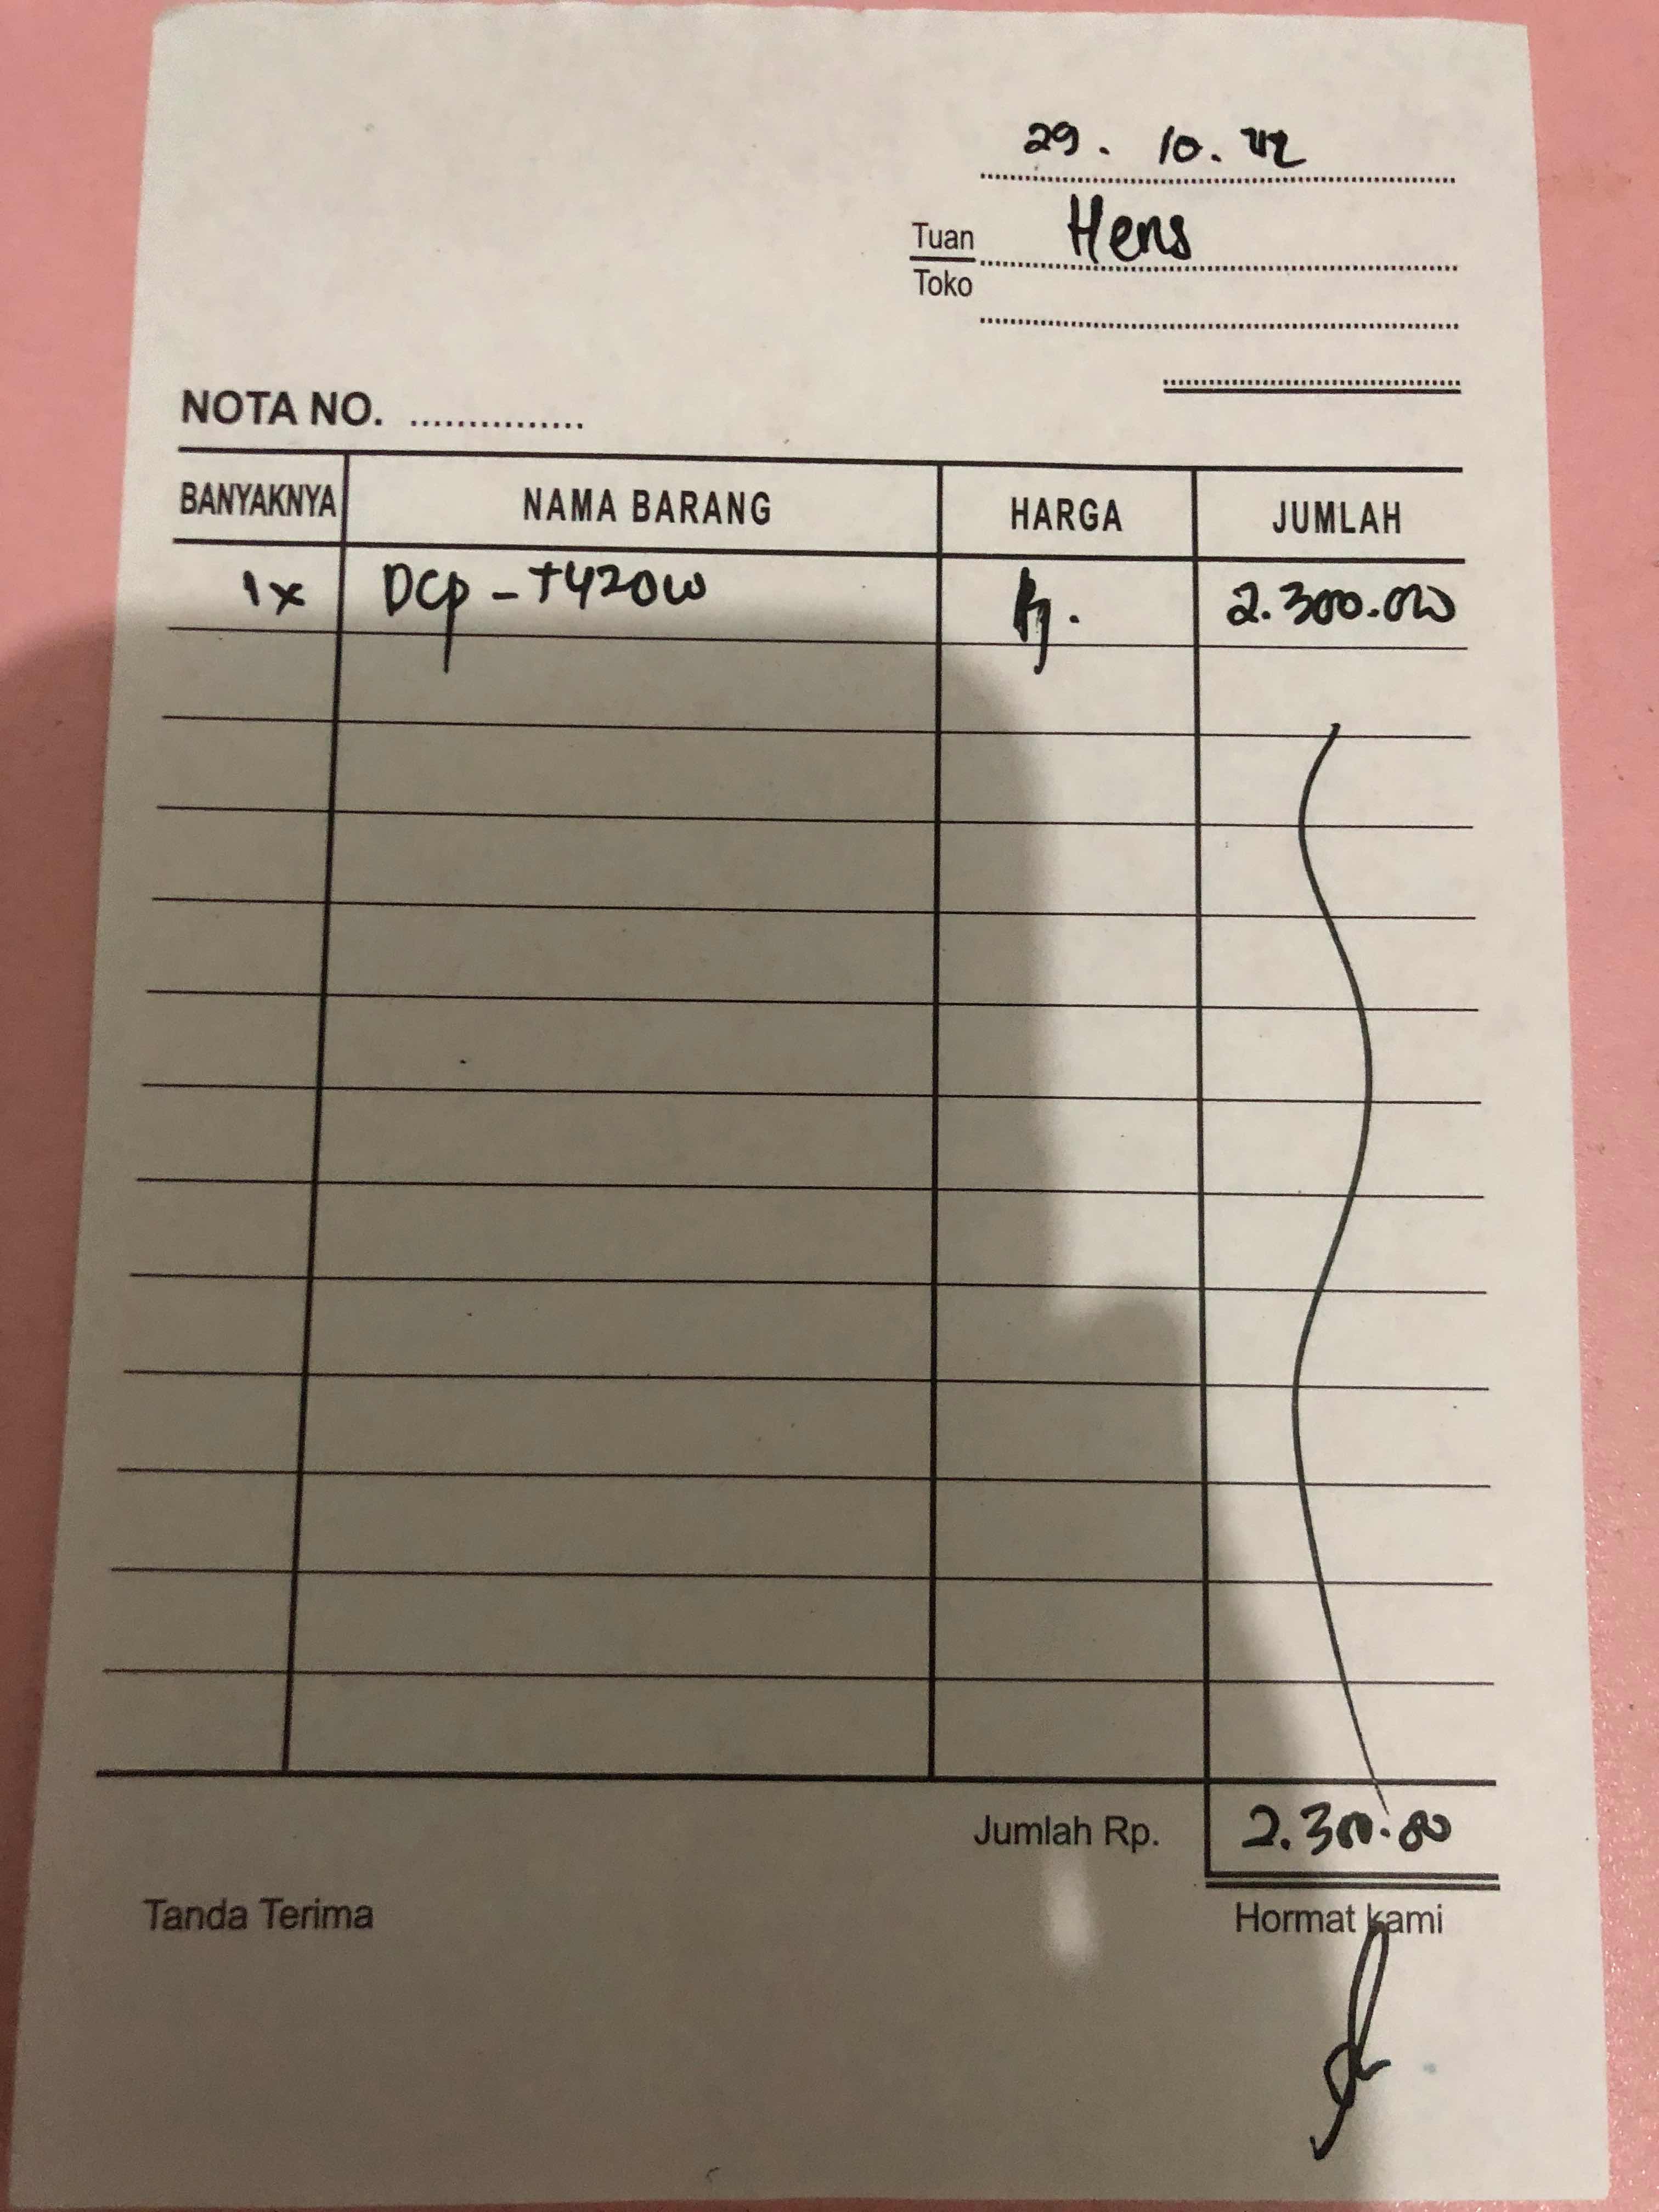 29. 10. 22
Tuan Hens
Toko
NOTA NO. ...............
BANYAKNYA NAMA BARANG HARGA JUMLAH
1x DCP - T420W Rp. 2.300.000
Jumlah Rp. 2.300.00
Tanda Terima Hormat kami